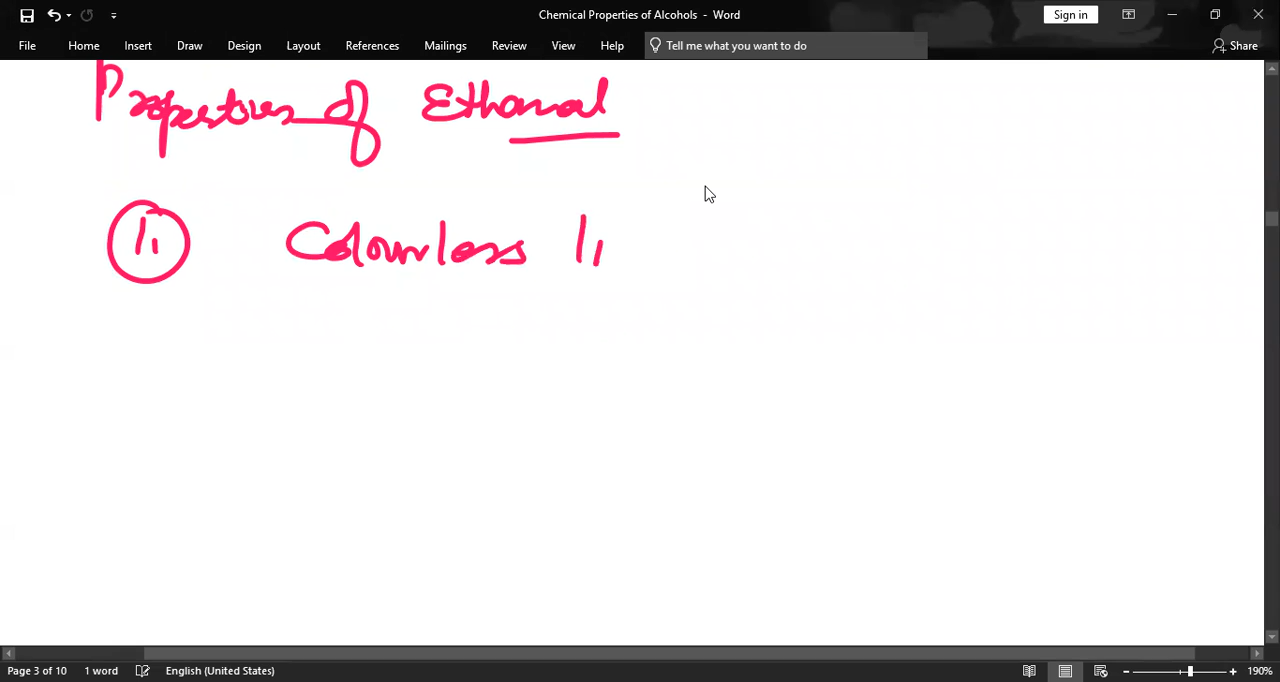 Chemical Properties of Alcohols - Word
Sign in
File Home Insert Draw Design Layout References Mailings Review View Help Tell me what you want to do Share
Properties of Ethanol
1, Colourless l,
Page 3 of 10 1 word English (United States) 190%